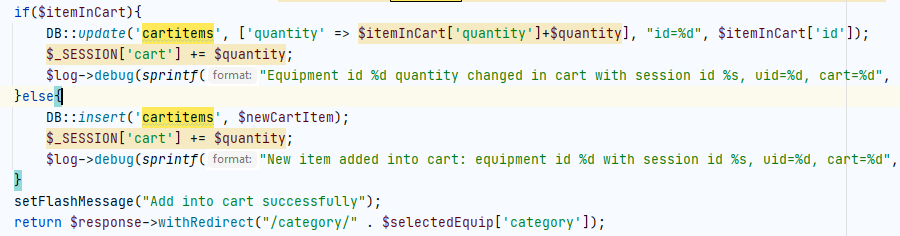 if($itemInCart){
DB::update('cartitems', ['quantity' => $itemInCart['quantity']+$quantity], "id=%d", $itemInCart['id']);
$_SESSION['cart'] += $quantity;
$log->debug(sprintf( format: "Equipment id %d quantity changed in cart with session id %s, uid=%d, cart=%d",
}else{
DB::insert('cartitems', $newCartItem);
$_SESSION['cart'] += $quantity;
$log->debug(sprintf( format: "New item added into cart: equipment id %d with session id %s, uid=%d, cart=%d",
}
setFlashMessage("Add into cart successfully");
return $response->withRedirect("/category/" . $selectedEquip['category']);